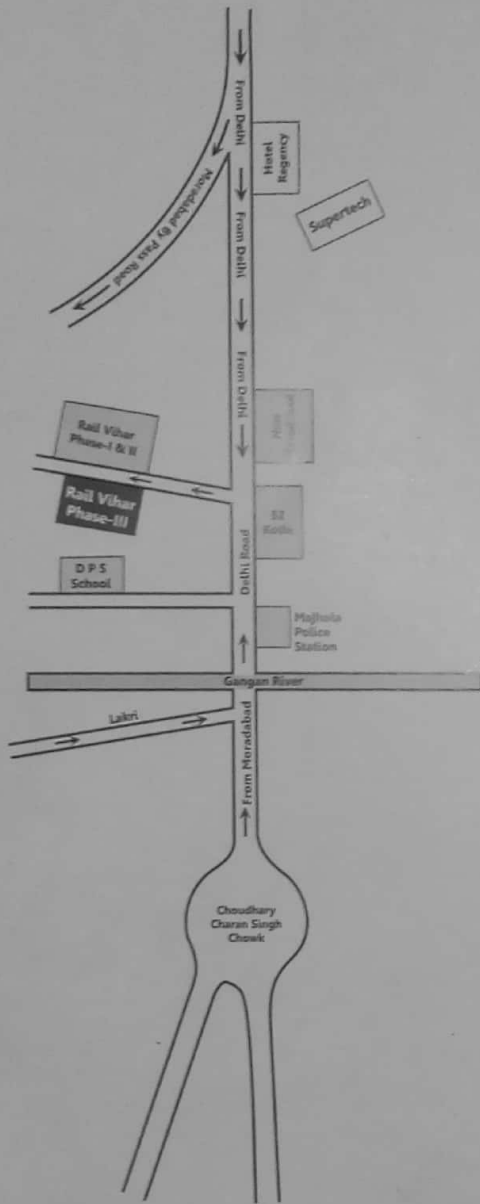 From Delhi
Hotel
Regency
Moradabad By Pass Road
From Delhi
Supertech
From Delhi
Rail Vihar
Phase-I & II
Rail Vihar
Phase-III
Delhi Road
D P S
School
Majhola
Police
Station
Gangan River
Lakri
From Moradabad
Choudhary
Charan Singh
Chowk